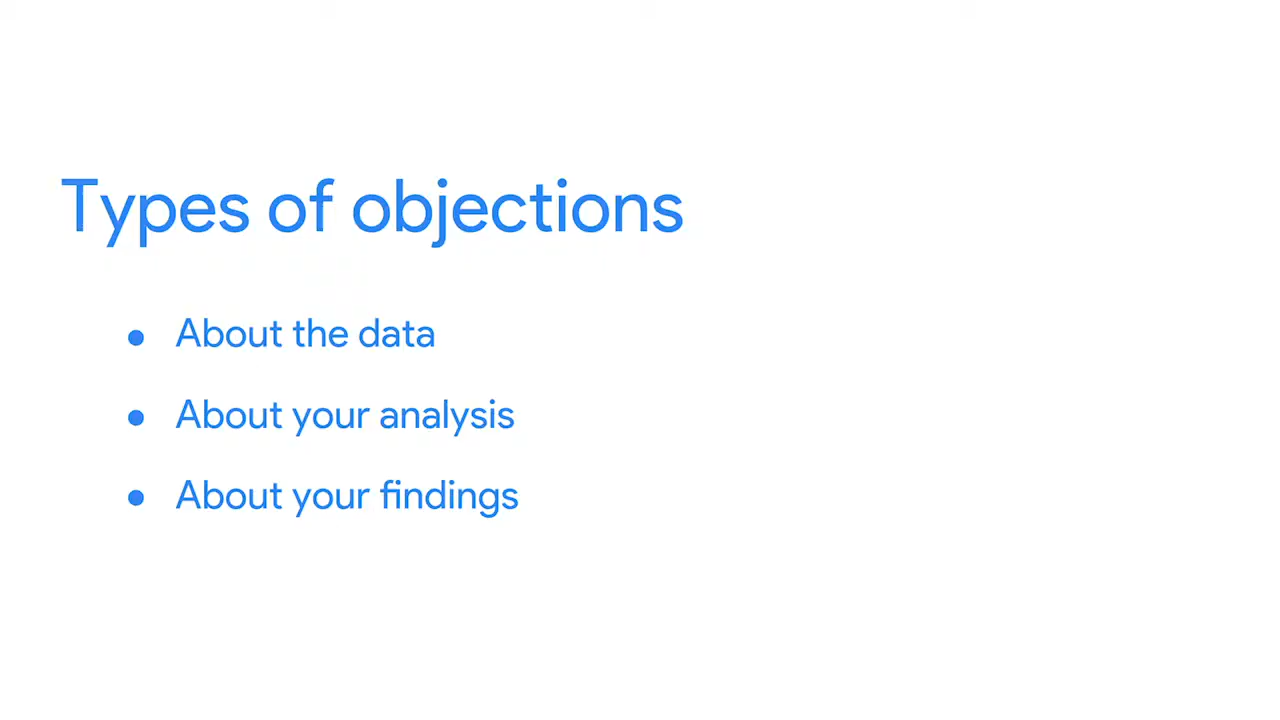 Types of objections
● About the data
● About your analysis
● About your findings